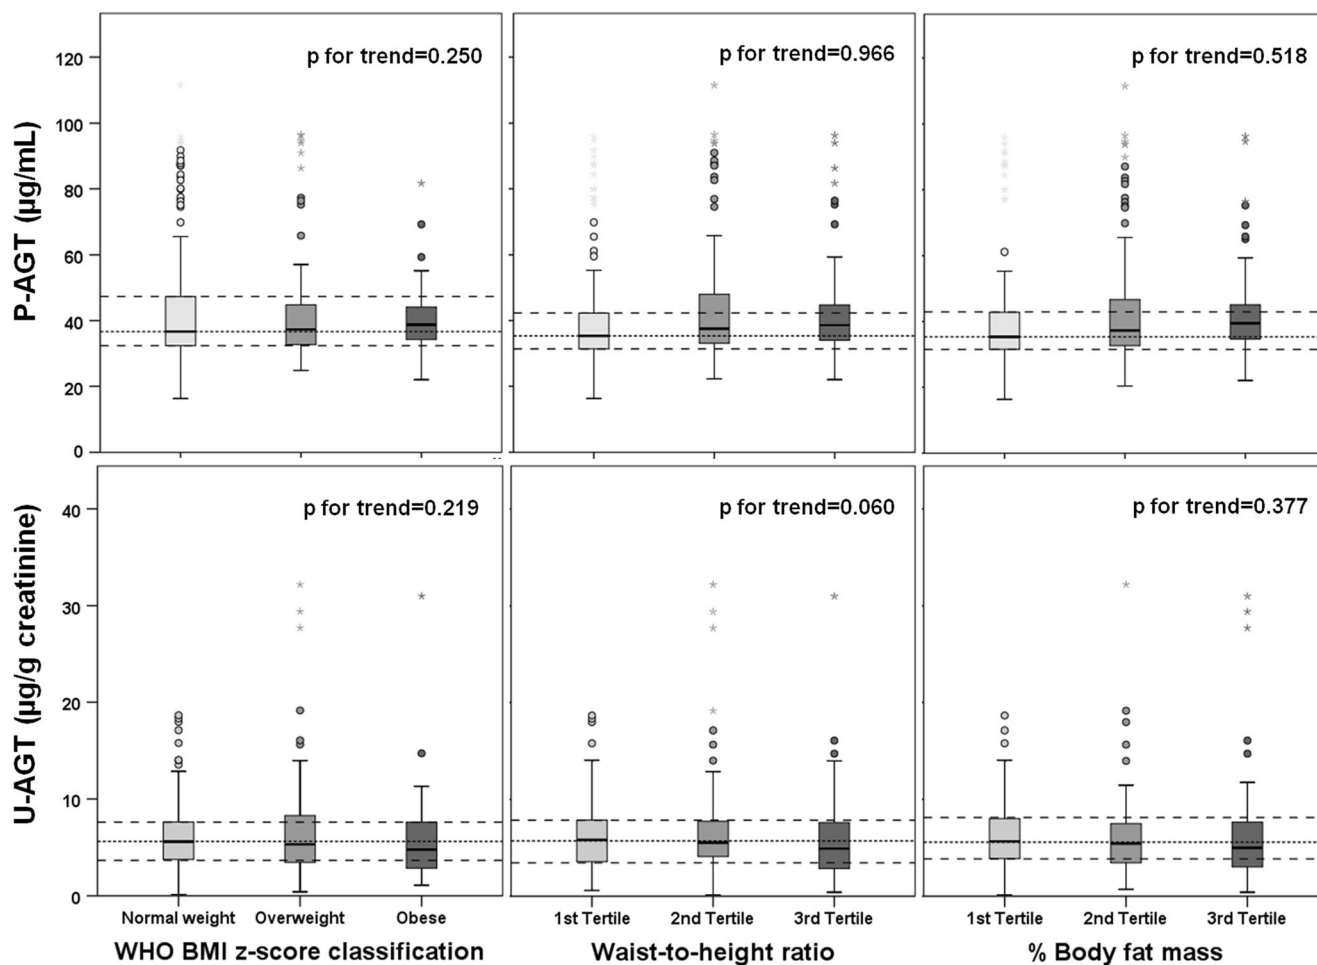 p for trend=0.250
p for trend=0.966
p for trend=0.518
P-AGT (µg/mL)
120
100
80
60
40
20
0
p for trend=0.219
p for trend=0.060
p for trend=0.377
U-AGT (µg/g creatinine)
40
30
20
10
0
Normal weight Overweight Obese
1st Tertile 2nd Tertile 3rd Tertile
1st Tertile 2nd Tertile 3rd Tertile
WHO BMI z-score classification
Waist-to-height ratio
% Body fat mass